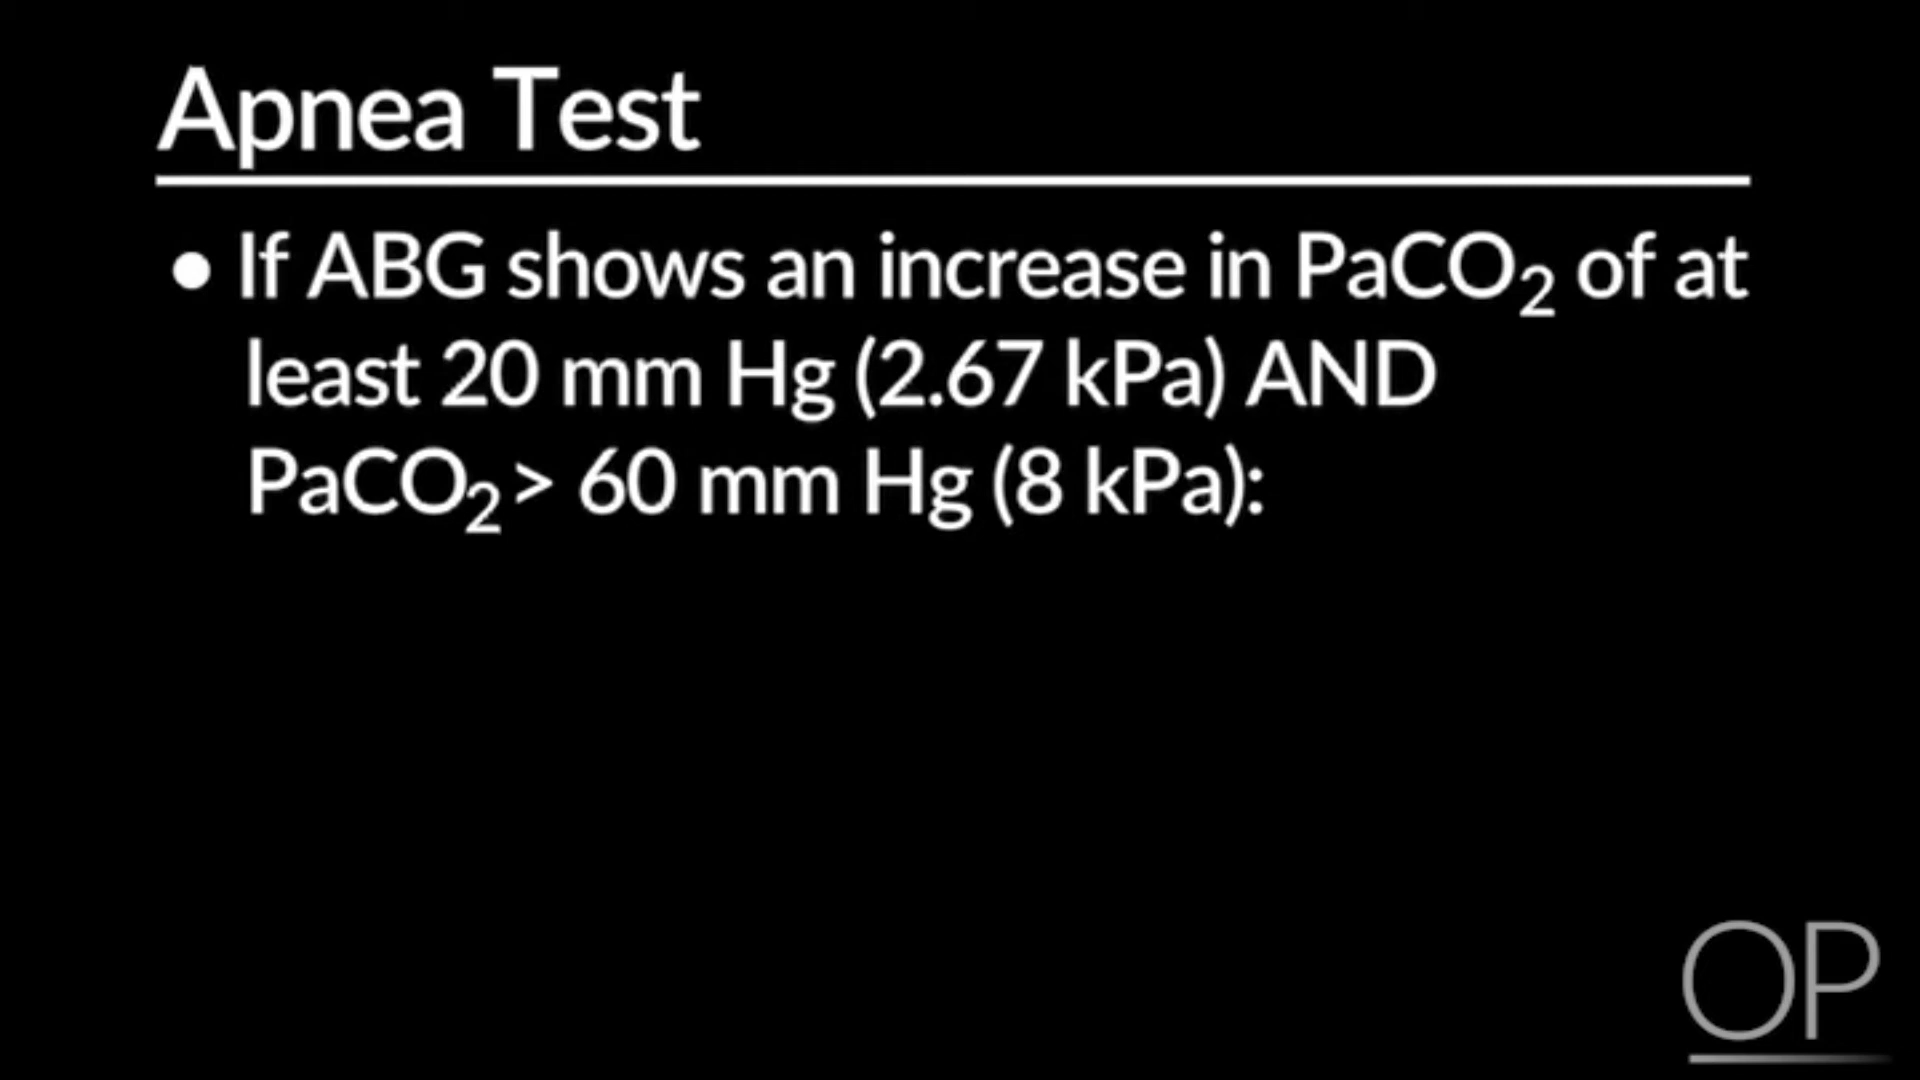 Apnea Test
• If ABG shows an increase in PaCO₂ of at
least 20 mm Hg (2.67 kPa) AND
PaCO₂ > 60 mm Hg (8 kPa):
OP